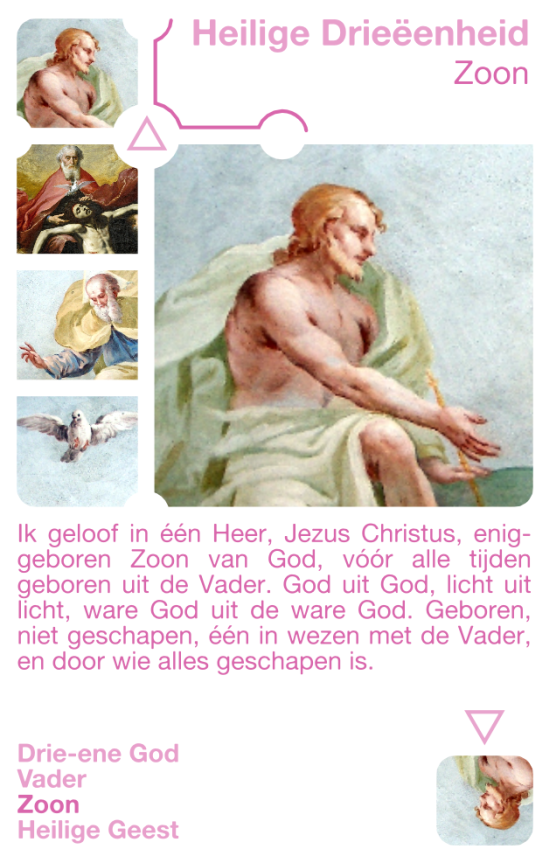 Heilige Drieëenheid
Zoon
Ik geloof in één Heer, Jezus Christus, enig-
geboren Zoon van God, vóór alle tijden
geboren uit de Vader. God uit God, licht uit
licht, ware God uit de ware God. Geboren,
niet geschapen, één in wezen met de Vader,
en door wie alles geschapen is.
Drie-ene God
Vader
Zoon
Heilige Geest